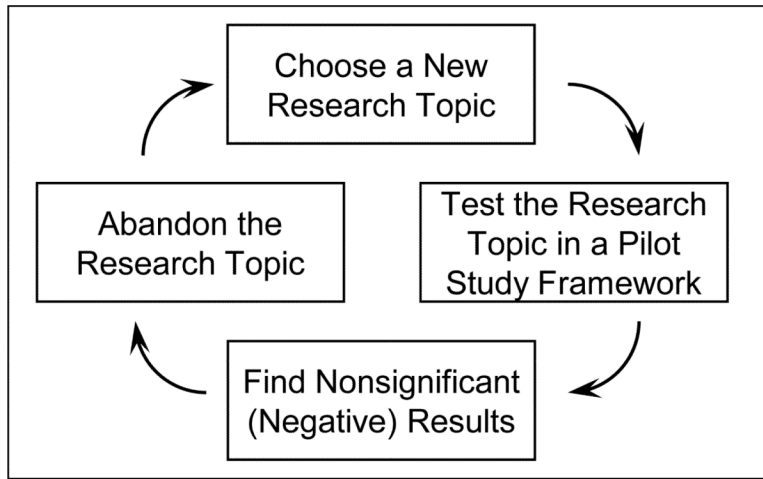 Choose a New
Research Topic
Test the Research
Topic in a Pilot
Study Framework
Find Nonsignificant
(Negative) Results
Abandon the
Research Topic